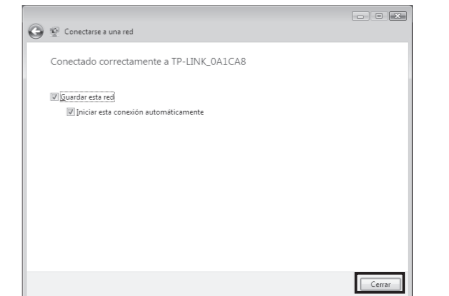 Conectarse a una red
Conectado correctamente a TP-LINK_0A1CA8
Guardar esta red
Iniciar esta conexión automáticamente
Cerrar